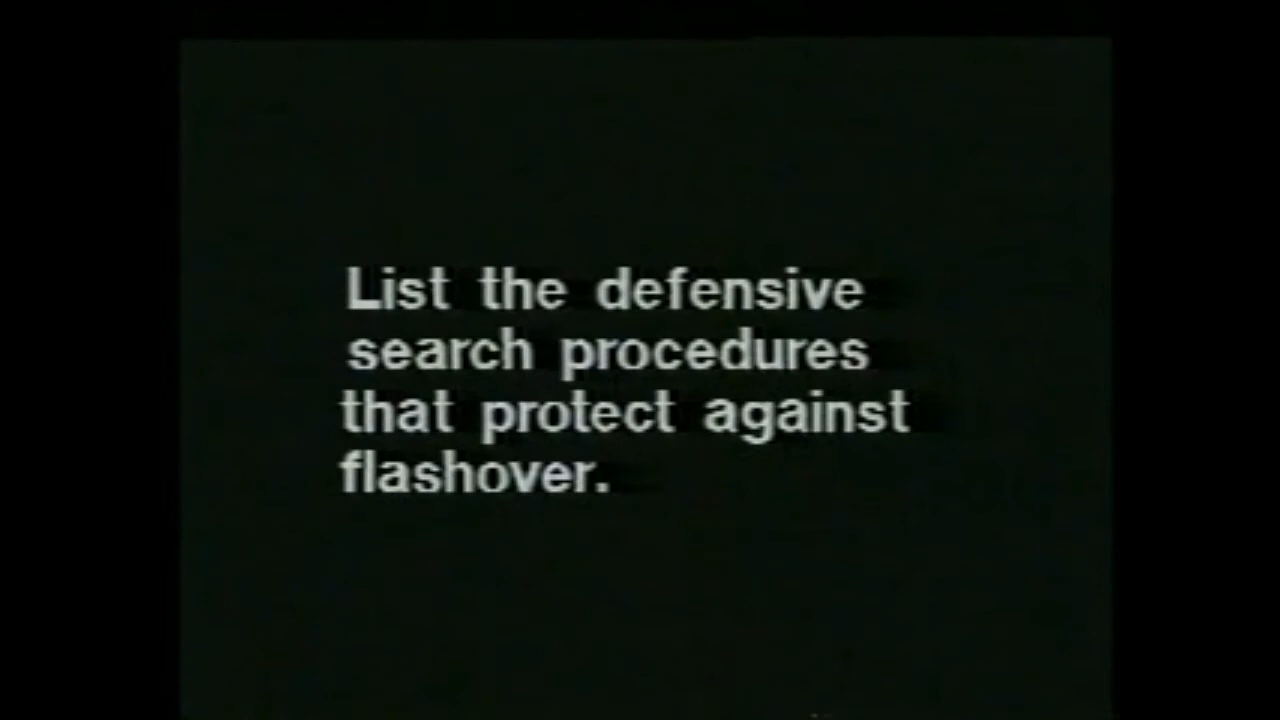 List the defensive
search procedures
that protect against
flashover.